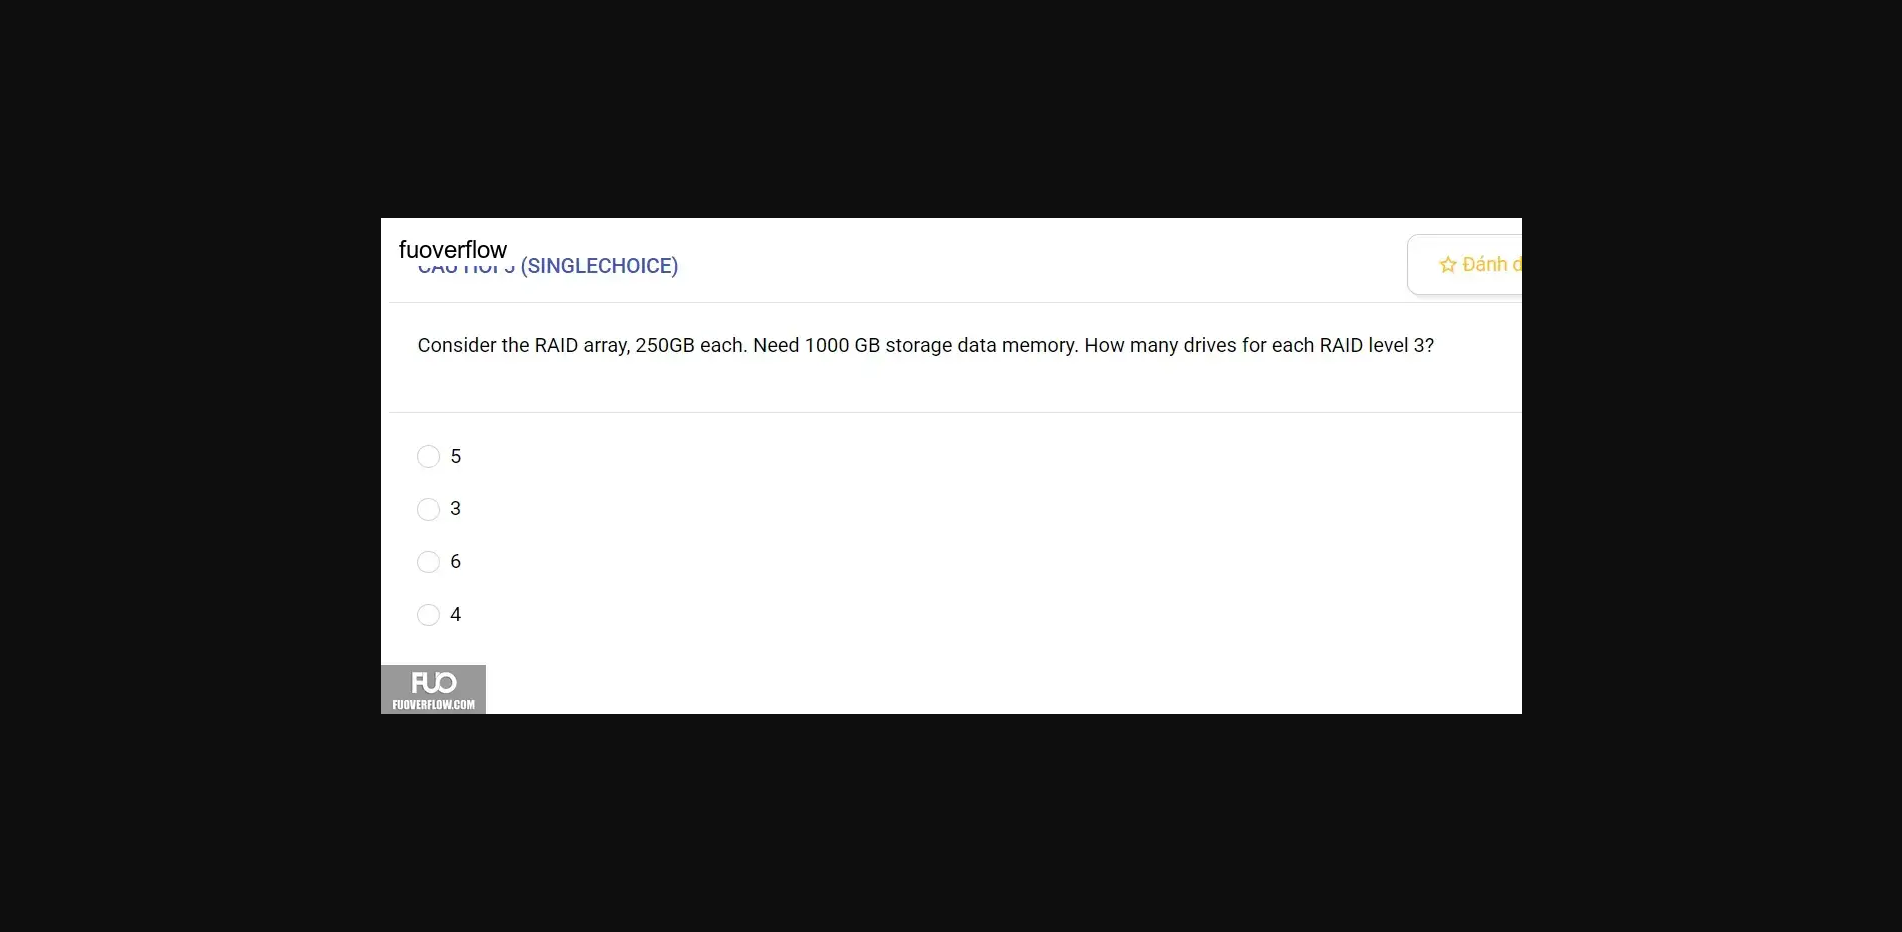 fuoverflow
(SINGLECHOICE)
Đánh
Consider the RAID array, 250GB each. Need 1000 GB storage data memory. How many drives for each RAID level 3?
5
3
6
4
FUO
FUOVERFLOW.COM